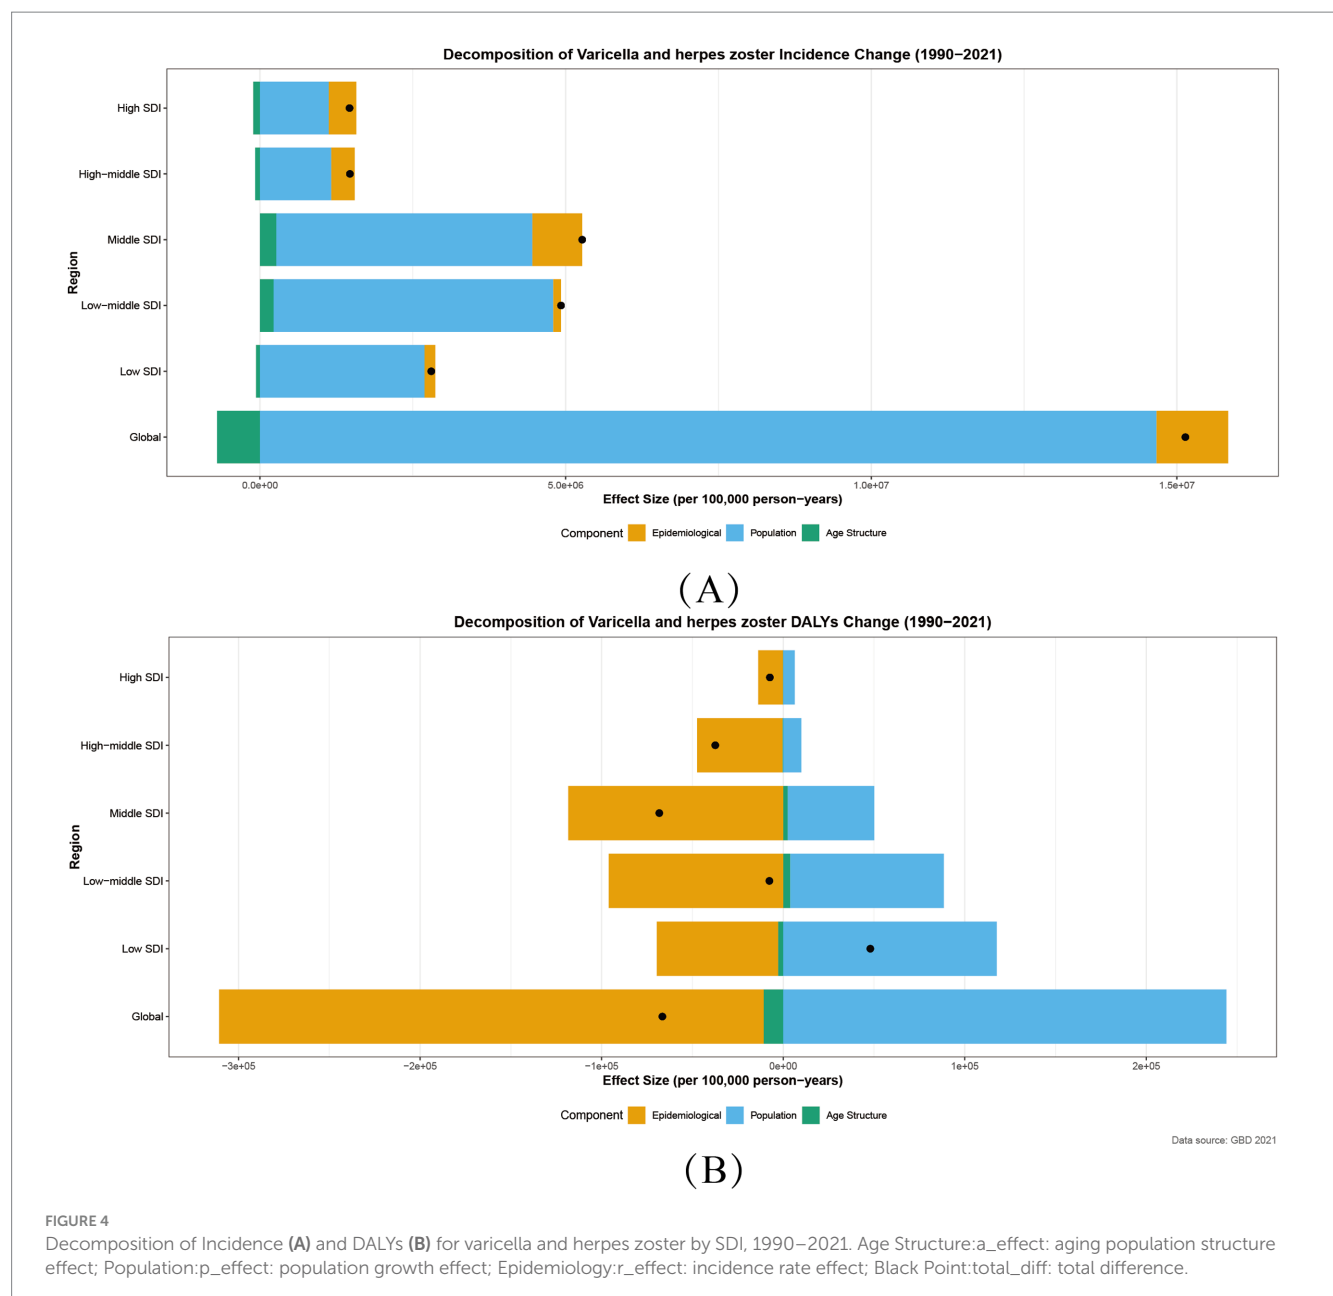 Decomposition of Varicella and herpes zoster Incidence Change (1990−2021)
High SDI
High−middle SDI
Middle SDI
Low−middle SDI
Low SDI
Global
Region
0.0e+00 5.0e+06 1.0e+07 1.5e+07
Effect Size (per 100,000 person−years)
Component Epidemiological Population Age Structure
(A)
Decomposition of Varicella and herpes zoster DALYs Change (1990−2021)
High SDI
High−middle SDI
Middle SDI
Low−middle SDI
Low SDI
Global
Region
−3e+05 −2e+05 −1e+05 0e+00 1e+05 2e+05
Effect Size (per 100,000 person−years)
Component Epidemiological Population Age Structure
Data source: GBD 2021
(B)
FIGURE 4
Decomposition of Incidence (A) and DALYs (B) for varicella and herpes zoster by SDI, 1990–2021. Age Structure:a_effect: aging population structure
effect; Population:p_effect: population growth effect; Epidemiology:r_effect: incidence rate effect; Black Point:total_diff: total difference.